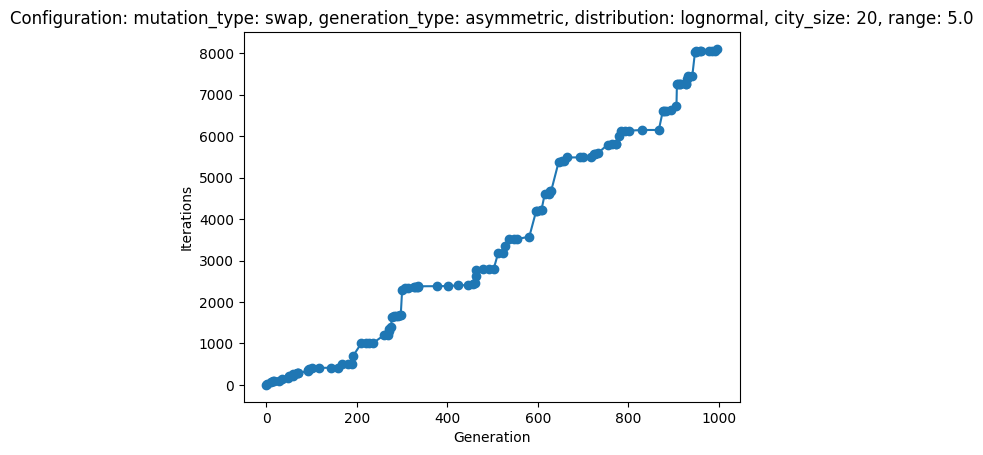 Configuration: mutation_type: swap, generation_type: asymmetric, distribution: lognormal, city_size: 20, range: 5.0
8000
7000
6000
5000
4000
3000
2000
1000
0
Iterations
0 200 400 600 800 1000
Generation